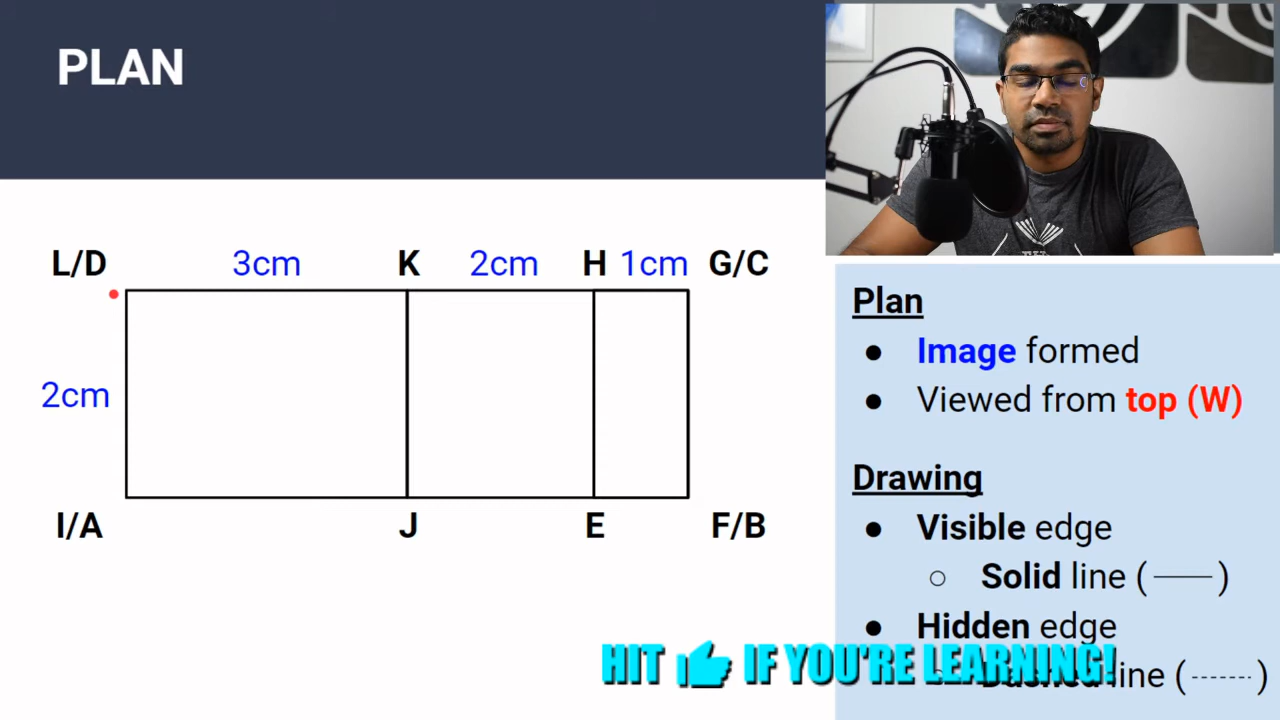 PLAN
L/D 3cm K 2cm H 1cm G/C
2cm
I/A J E F/B
Plan
● Image formed
● Viewed from top (W)
Drawing
● Visible edge
○ Solid line (——)
● Hidden edge
line (------)
HIT IF YOU'RE LEARNING!